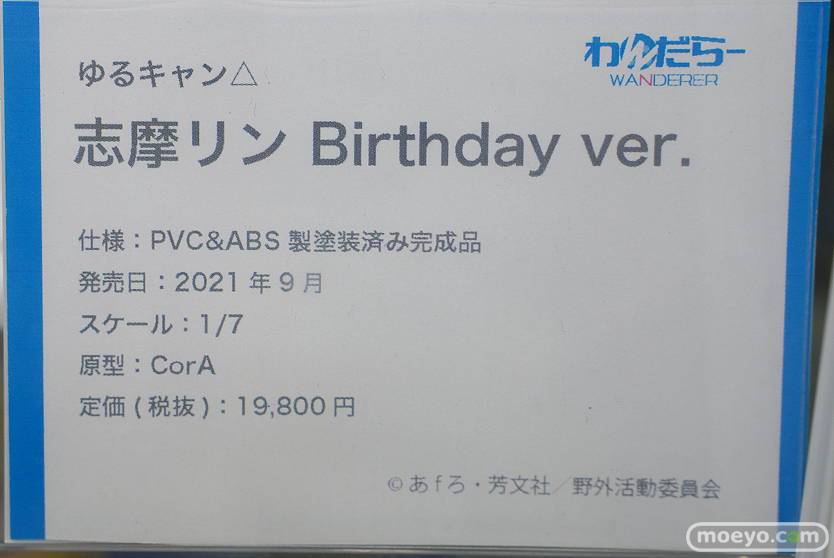 わんだらー
WANDERER
ゆるキャン△
志摩リン Birthday ver.
仕様：PVC&ABS 製塗装済み完成品
発売日：2021 年 9 月
スケール：1/7
原型：CorA
定価 ( 税抜 )：19,800 円
©あfろ・芳文社／野外活動委員会
moeyo.com